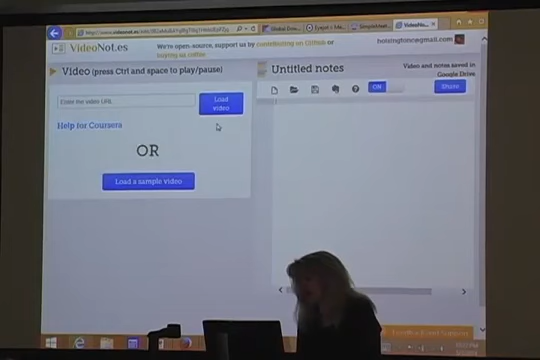 Eyejot
VideoNot.es
We're open-source, support us by contributing on GitHub or
buying us coffee
Video (press Ctrl and space to play/pause)
Enter the video URL
Load
video
Help for Coursera
OR
Load a sample video
Untitled notes
Video and notes saved in
Google Drive
ON
Share